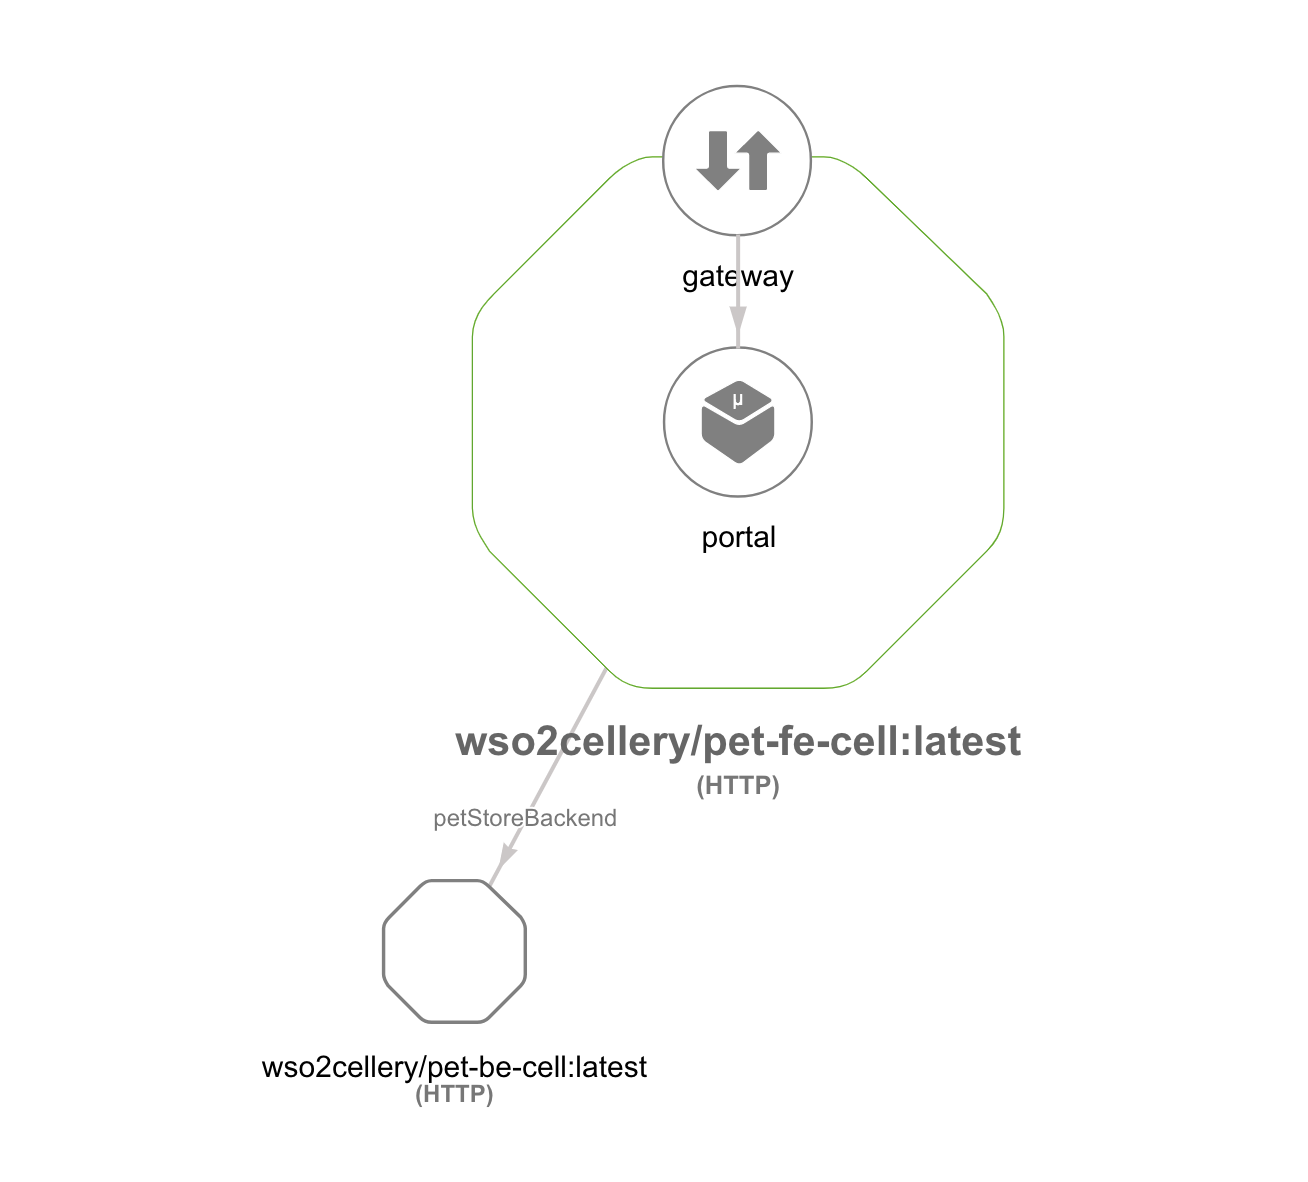 gateway
µ
portal
wso2cellery/pet-fe-cell:latest
(HTTP)
petStoreBackend
wso2cellery/pet-be-cell:latest
(HTTP)